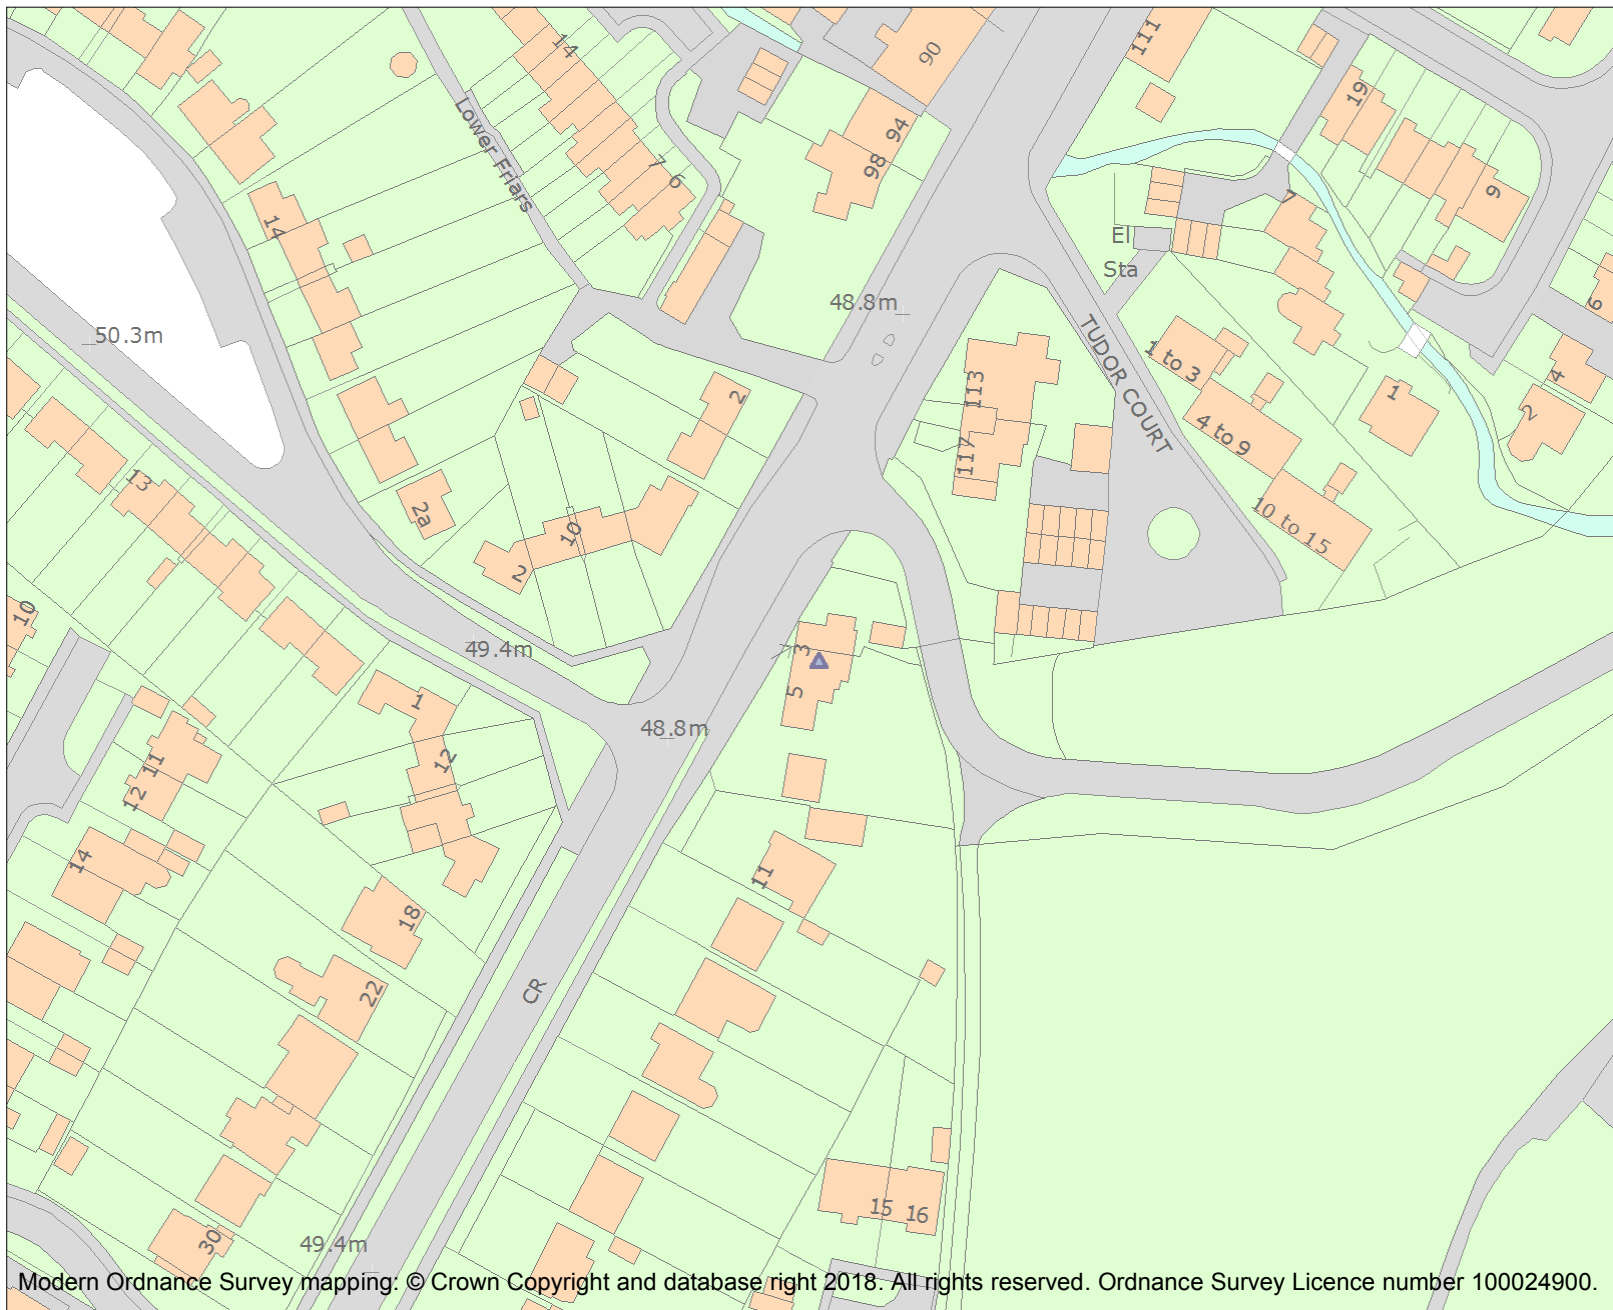 14
90
111
19
Lower Friars
94
98
7
6
7
9
14
El
Sta
48.8m
6
50.3m
TUDOR COURT
1 to 3
113
2
1
4
2
4 to 9
117
13
2a
10
10 to 15
2
10
49.4m
3
5
1
48.8m
12
11
12
14
11
18
22
CR
15
16
30
49.4m
Modern Ordnance Survey mapping: © Crown Copyright and database right 2018. All rights reserved. Ordnance Survey Licence number 100024900.